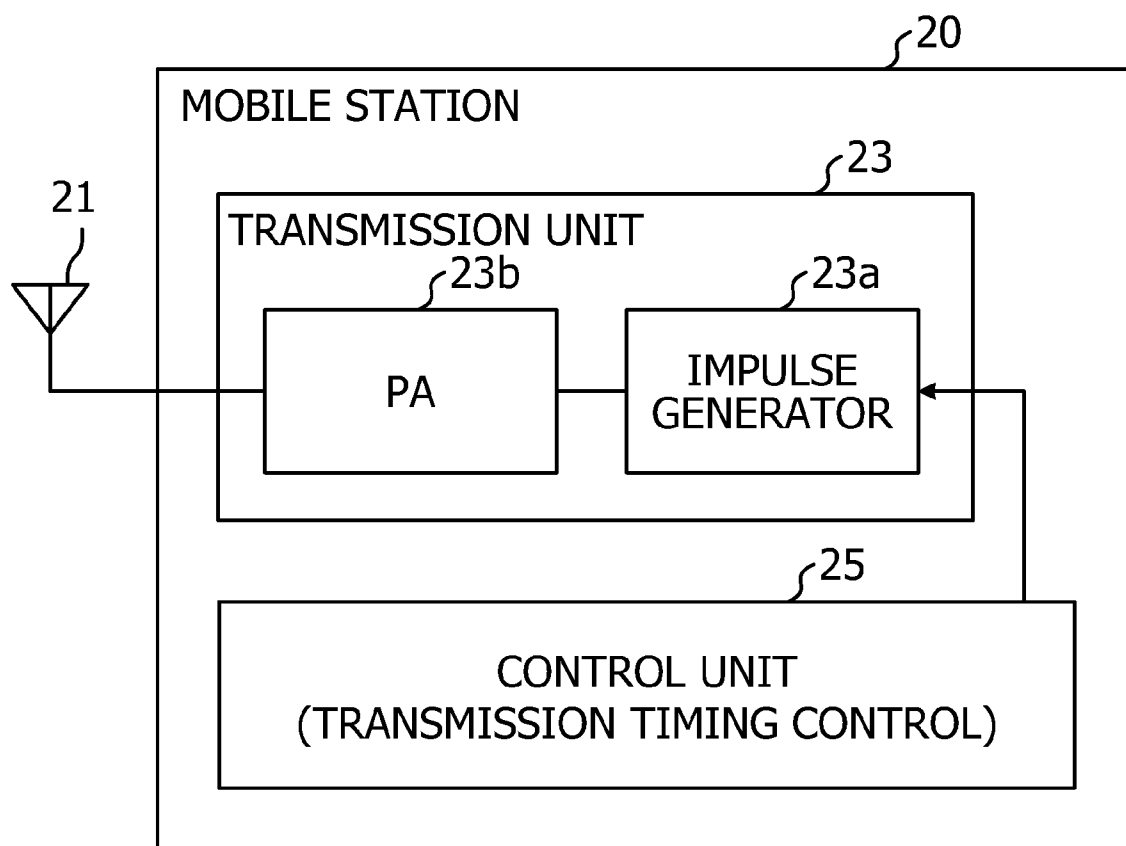 20
MOBILE STATION
23
21
TRANSMISSION UNIT
23b
23a
PA
IMPULSE
GENERATOR
25
CONTROL UNIT
(TRANSMISSION TIMING CONTROL)